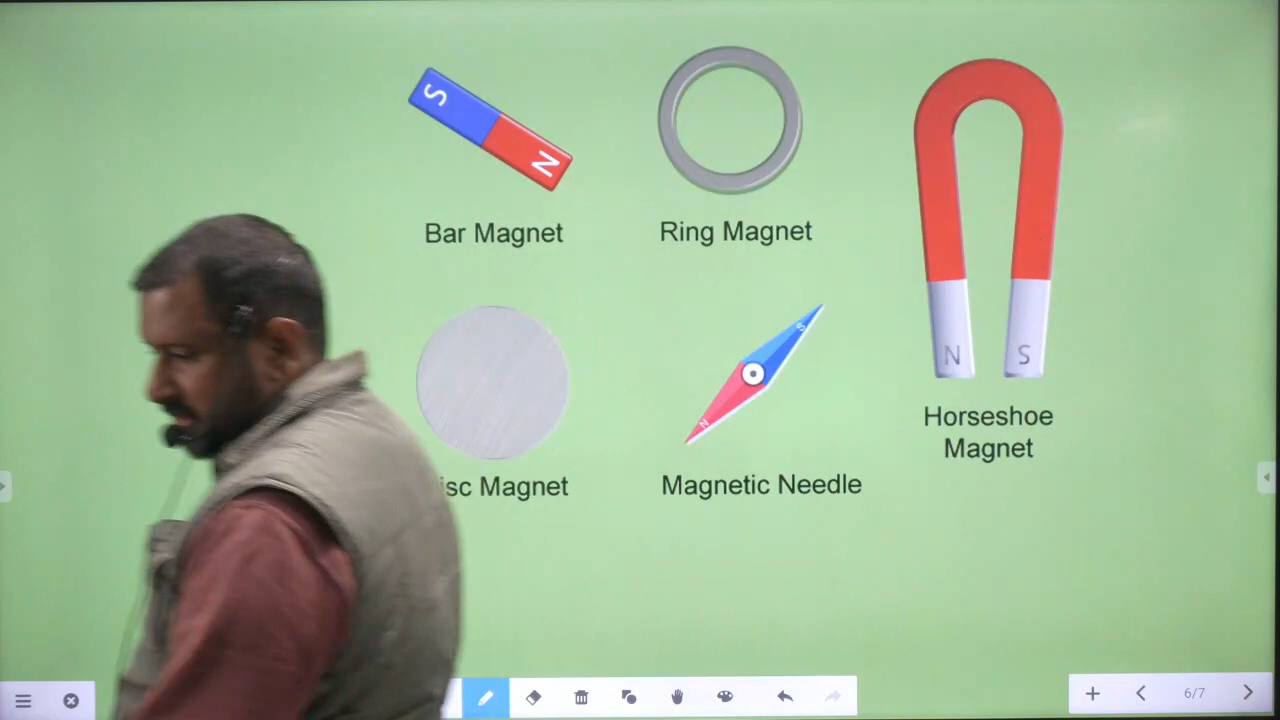 S
N
Bar Magnet
Ring Magnet
N S
Horseshoe
Magnet
S
N
isc Magnet
Magnetic Needle
6/7